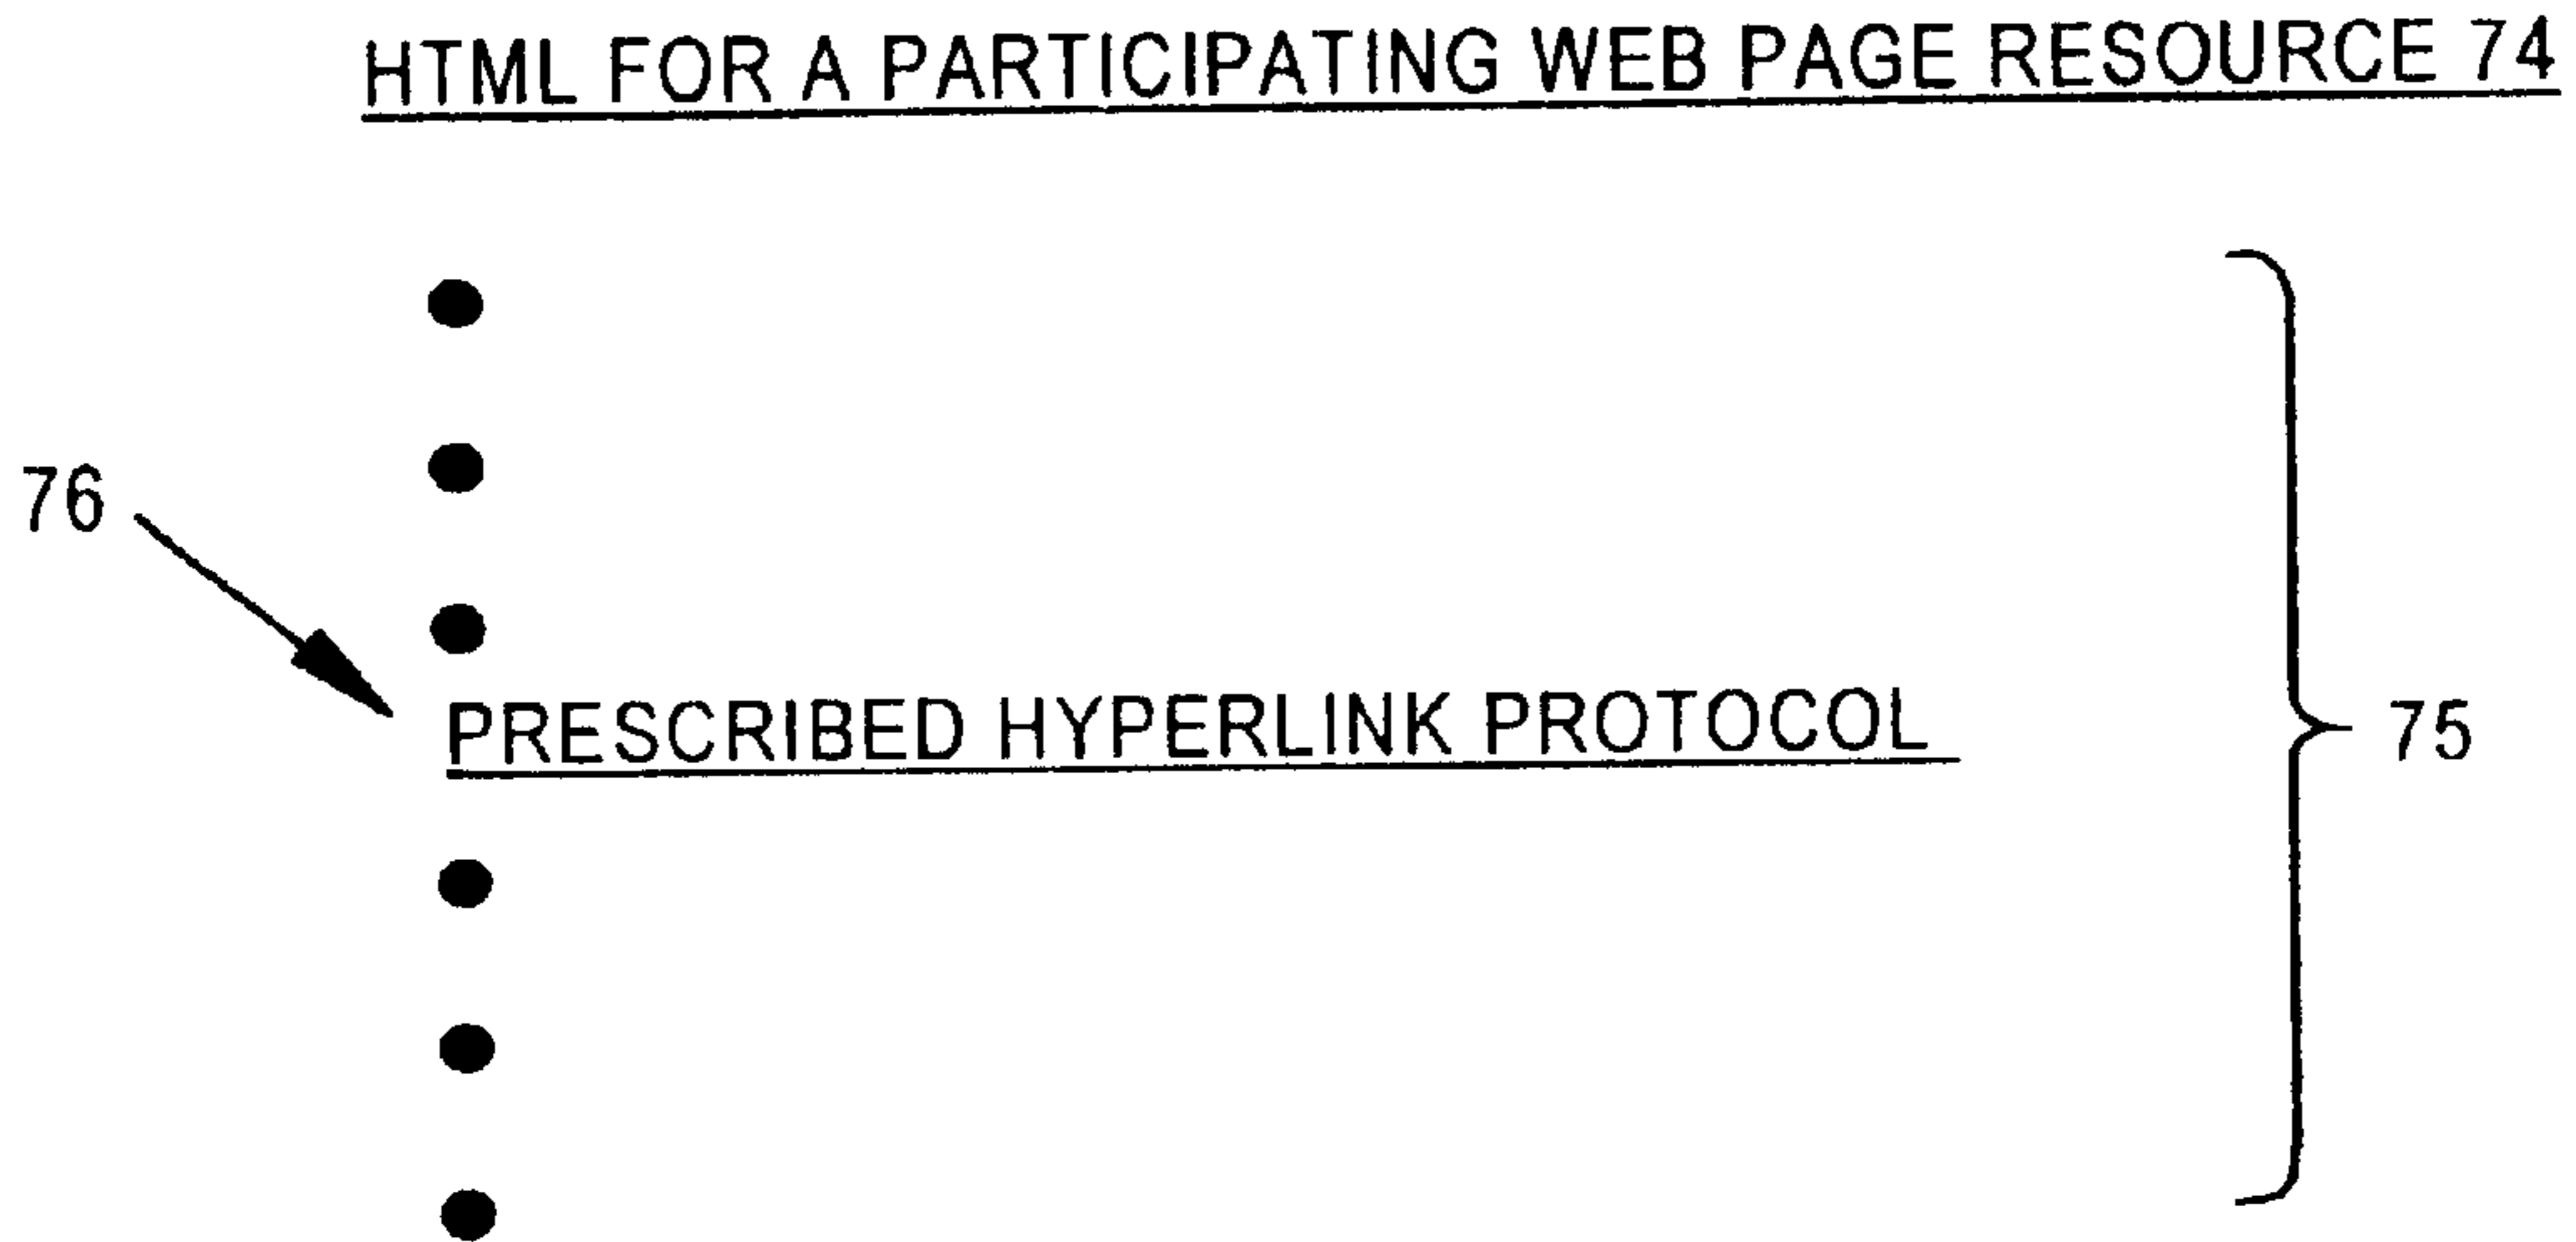 HTML FOR A PARTICIPATING WEB PAGE RESOURCE 74
76
PRESCRIBED HYPERLINK PROTOCOL
75